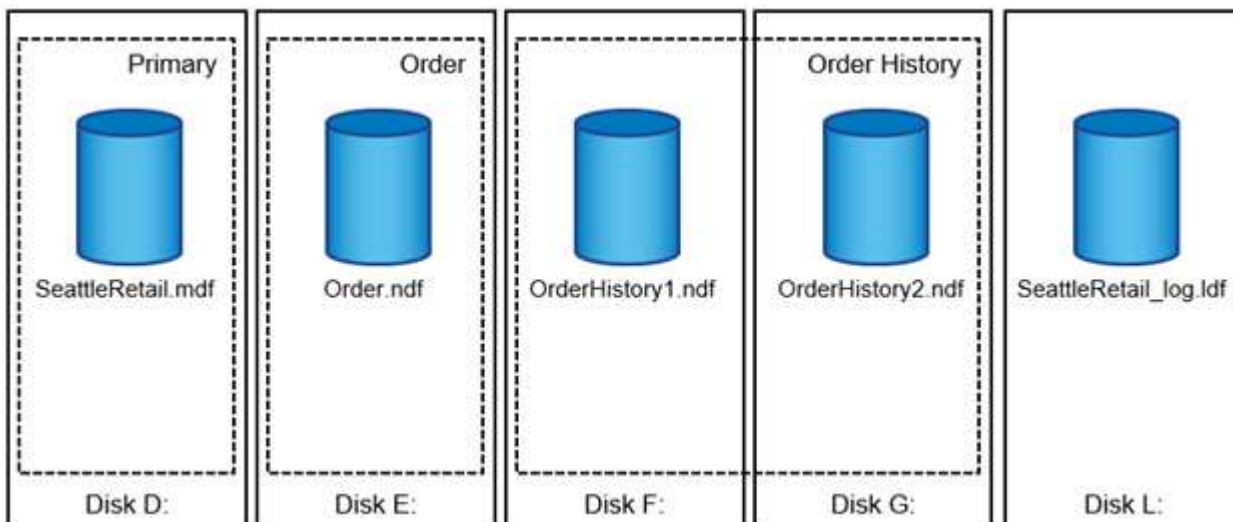 Primary
Order
Order History
SeattleRetail.mdf
Order.ndf
OrderHistory1.ndf
OrderHistory2.ndf
SeattleRetail_log.ldf
Disk D:
Disk E:
Disk F:
Disk G:
Disk L: